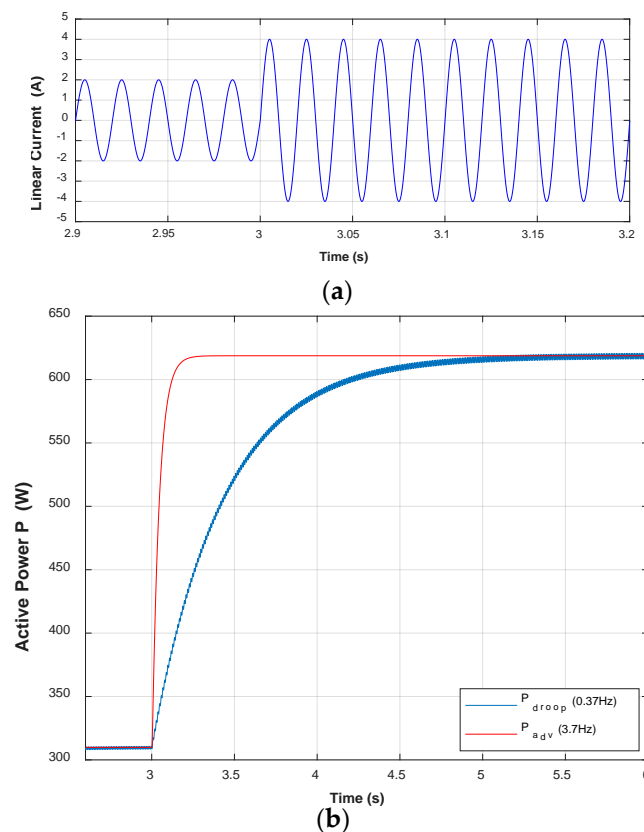 5
4
3
2
1
0
-1
-2
-3
-4
-5
Linear Current (A)
2.9 2.95 3 3.05 3.1 3.15 3.2
Time (s)
(a)
650
600
550
500
450
400
350
300
Active Power P (W)
P droop (0.37Hz)
P adv (3.7Hz)
3 3.5 4 4.5 5 5.5 6
Time (s)
(b)